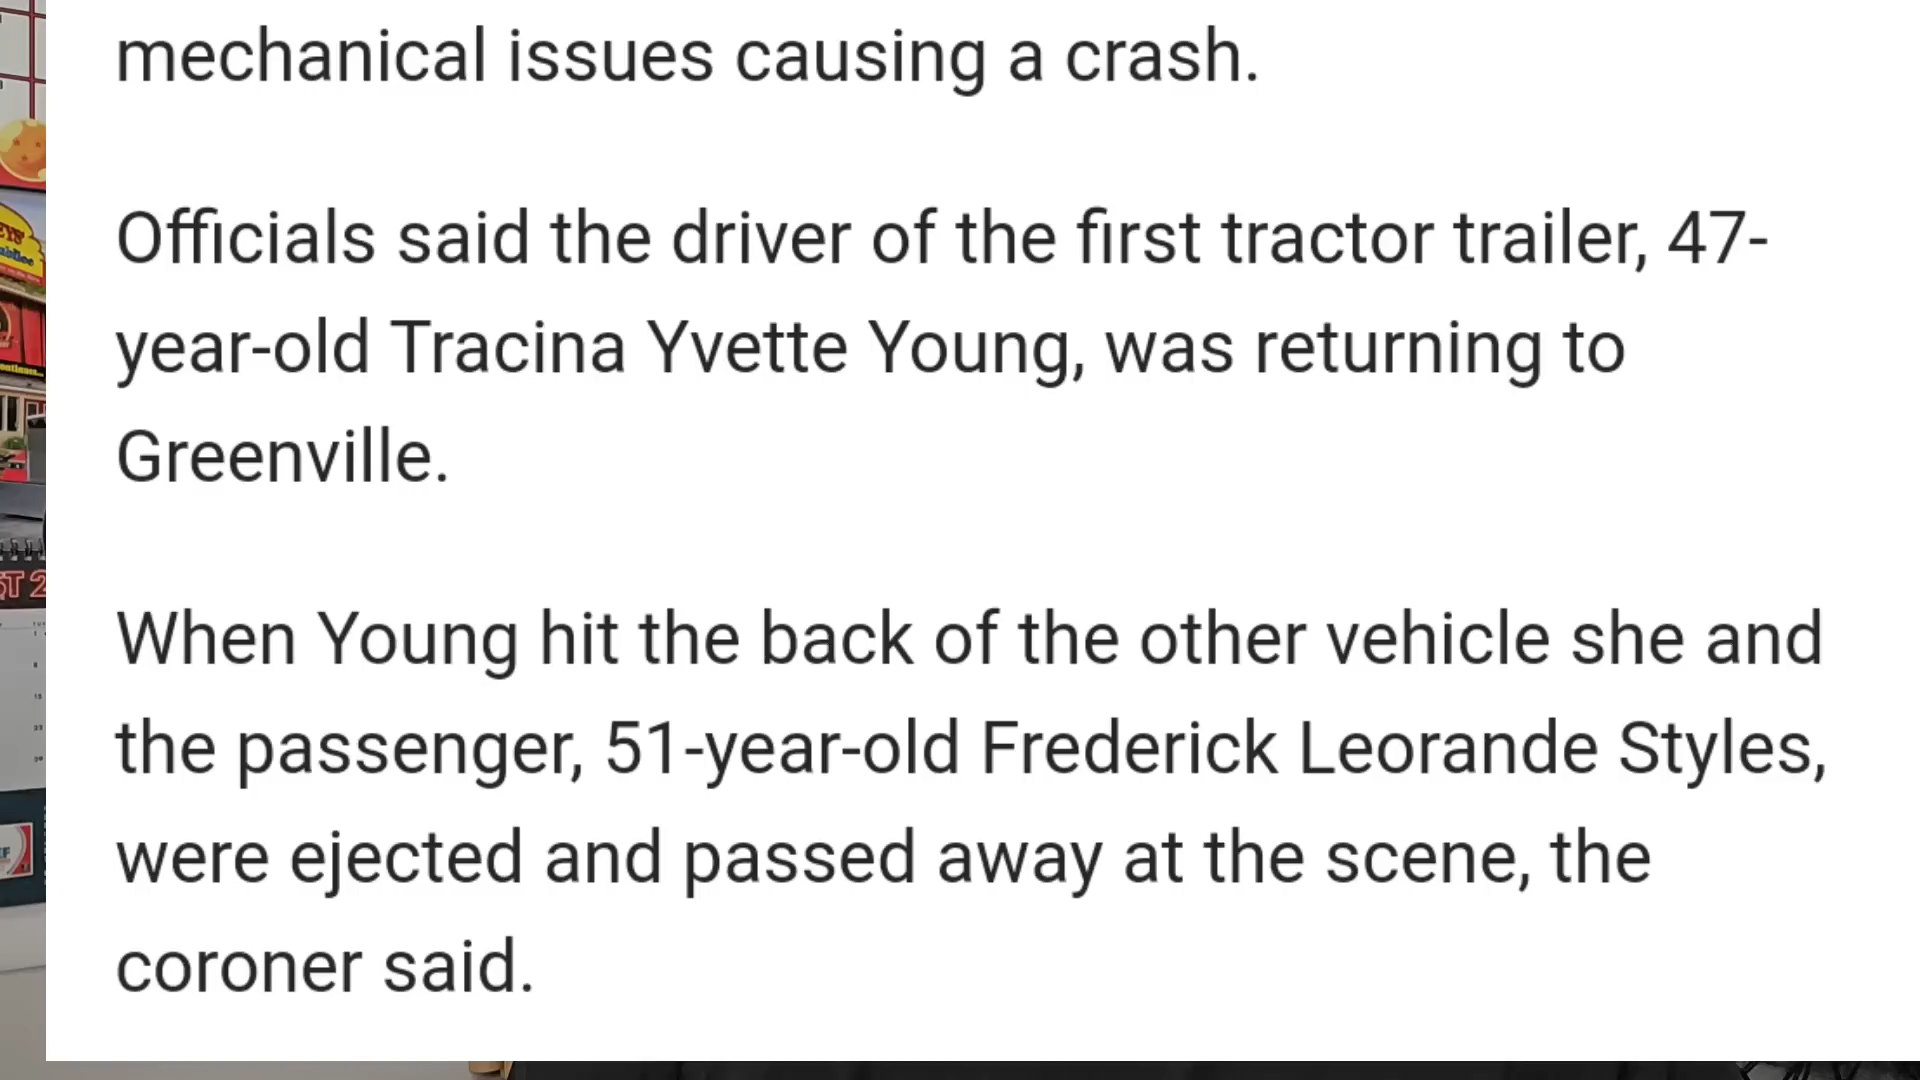 mechanical issues causing a crash.
Officials said the driver of the first tractor trailer, 47-
year-old Tracina Yvette Young, was returning to
Greenville.
When Young hit the back of the other vehicle she and
the passenger, 51-year-old Frederick Leorande Styles,
were ejected and passed away at the scene, the
coroner said.